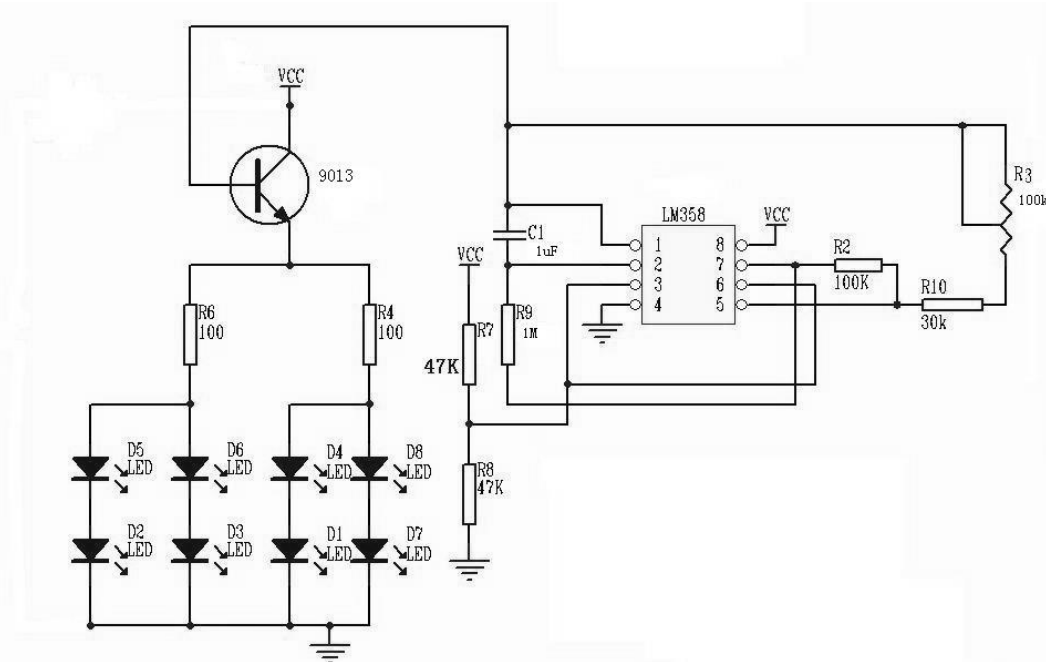 VCC
9013
R6
100
R4
100
D5
LED
D6
LED
D4
LED
D8
LED
D2
LED
D3
LED
D1
LED
D7
LED
VCC
R7
47K
R8
47K
C1
1uF
R9
1M
LM358
1
2
3
4
8
7
6
5
VCC
R2
100K
R10
30k
R3
100k